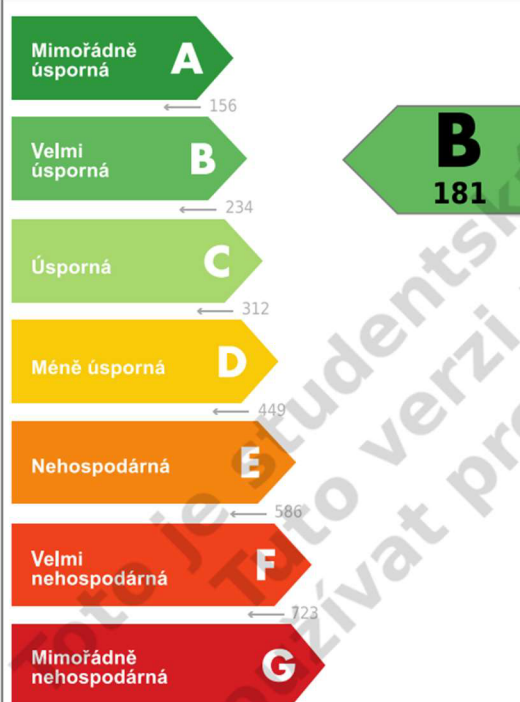 Mimořádně
úsporná
A
156
Velmi
úsporná
B
234
B
181
Úsporná
C
312
Méně úsporná
D
449
Nehospodárná
E
586
Velmi
nehospodárná
F
723
Mimořádně
nehospodárná
G
Toto je studentsk
Tuto verzi
používat pr